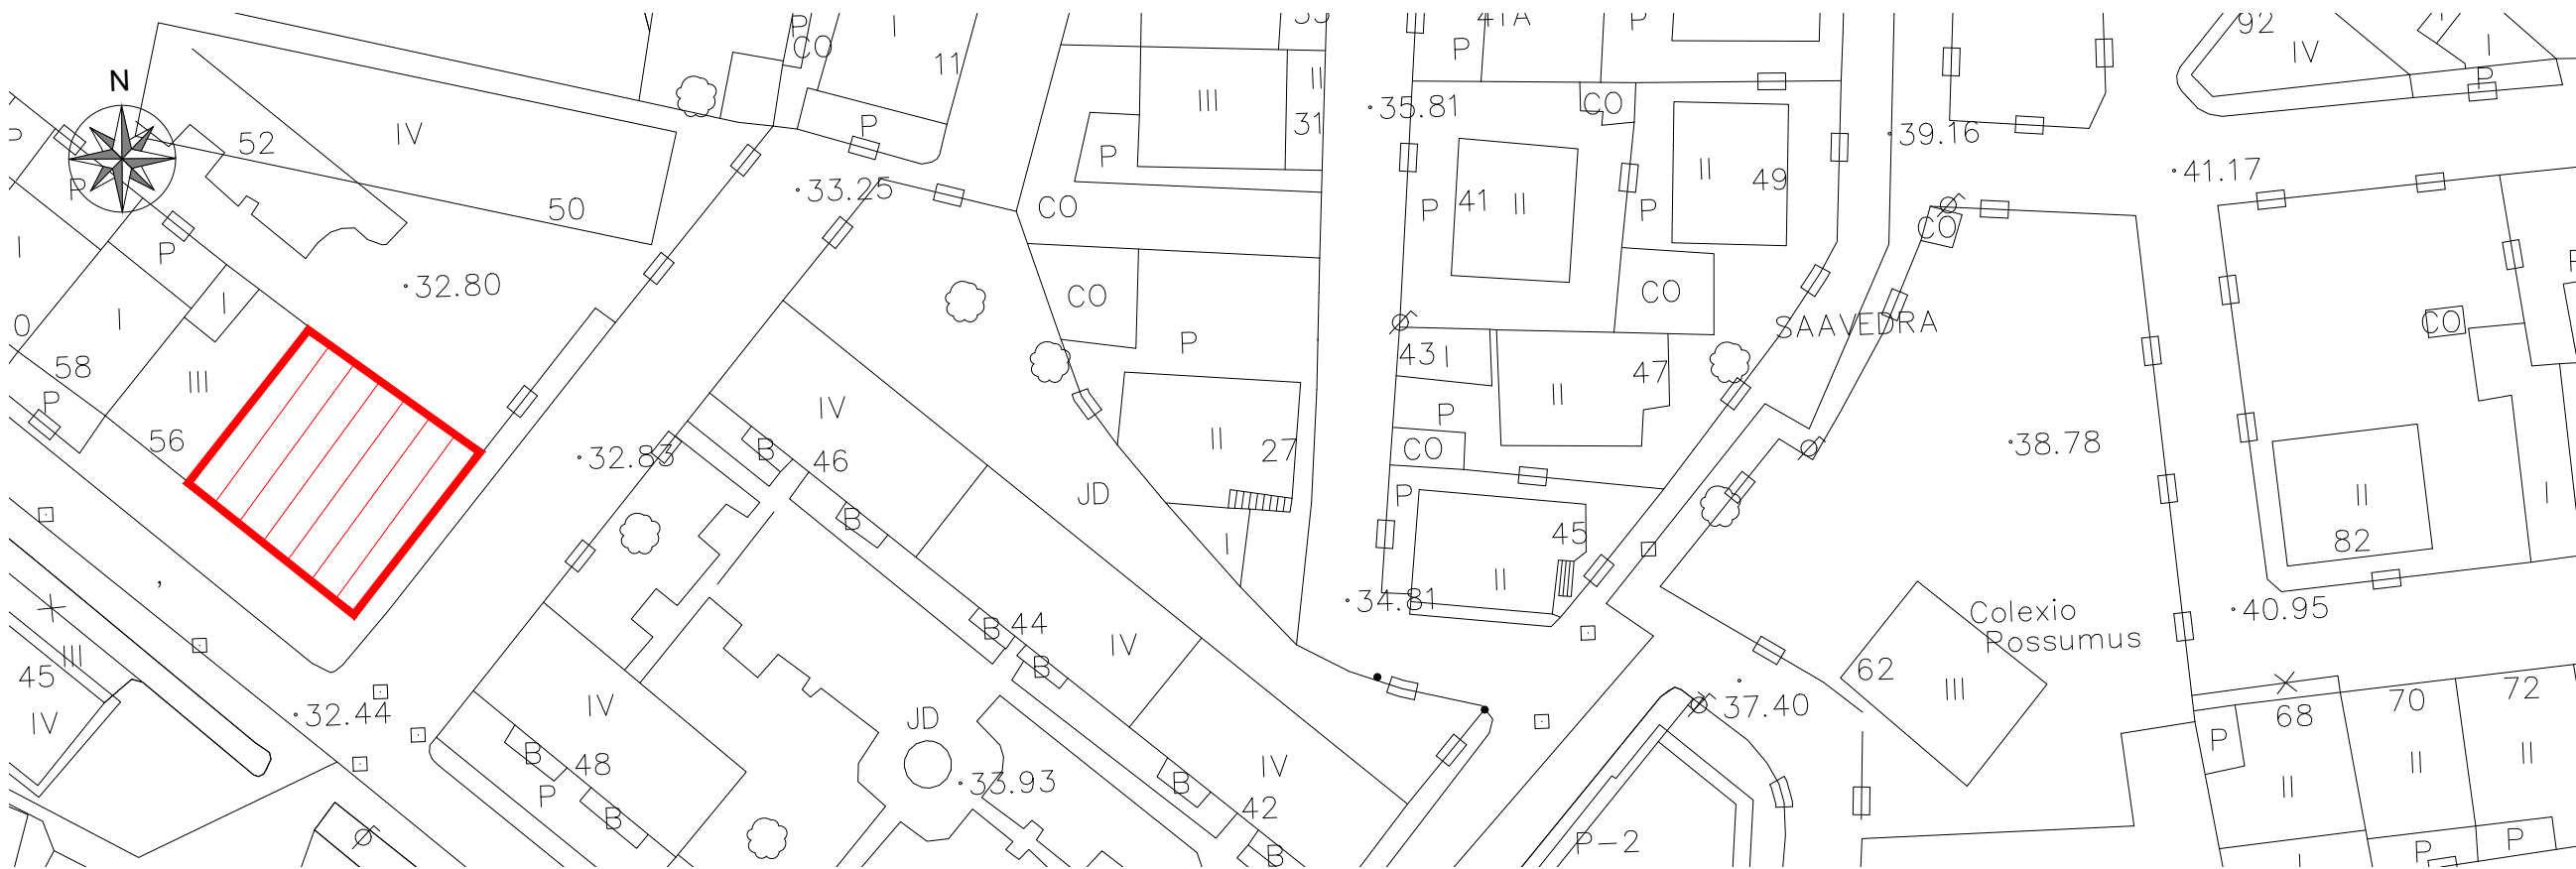 P
CO
I
11
II
31
P
P
92
IV
I
P
N
52
IV
P
III
35.81
CO
39.16
P
P
50
33.25
CO
P
41
II
P
II
49
41.17
CO
I
P
32.80
CO
P
CO
SAAVEDRA
CO
0
I
I
58
III
P
56
IV
46
B
B
II
27
43
I
P
CO
II
47
38.78
II
82
I
32.83
JD
P
45
II
34.81
I
40.95
Colexio
Possumus
62
III
45
III
IV
32.44
IV
B
44
B
IV
JD
37.40
68
70
72
P
II
II
II
48
B
P
B
33.93
B
IV
42
B
P-2
I
P
P